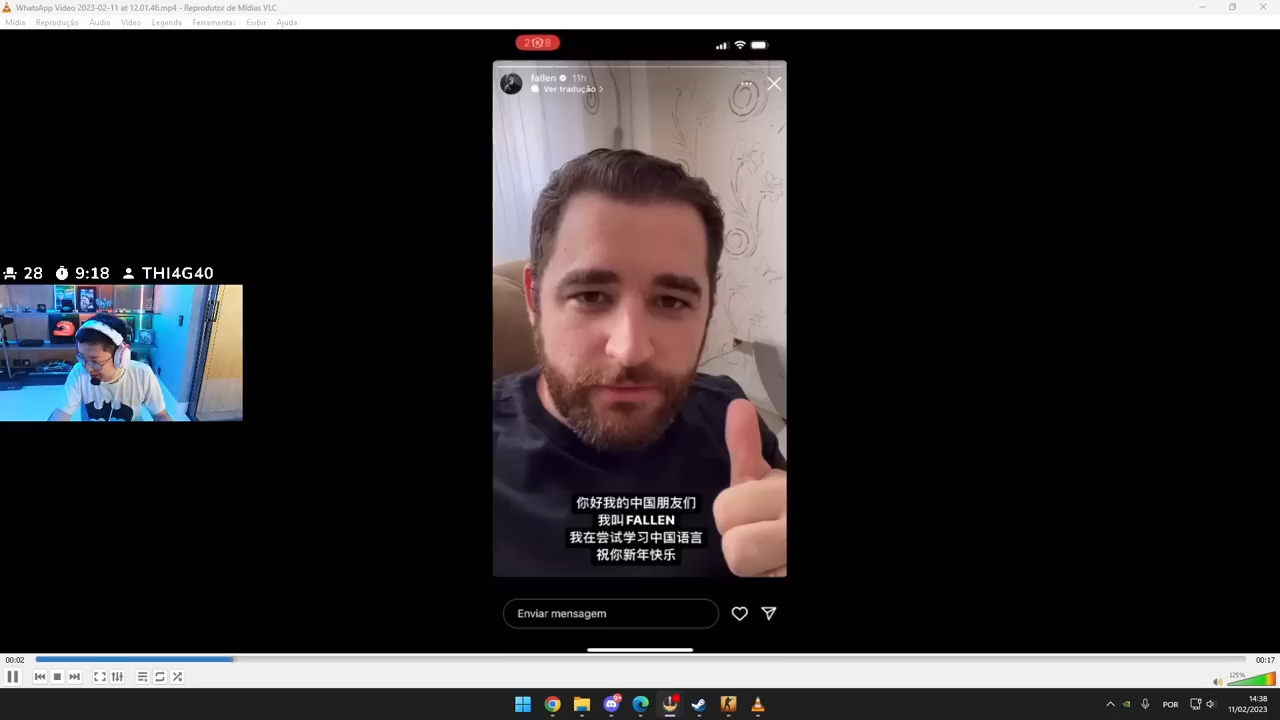 WhatsApp Video 2023-02-11 at 12.01.46.mp4 - Reprodutor de Mídias VLC
Mídia Reprodução Áudio Vídeo Legenda Ferramentas Exibir Ajuda
fallen 11h
Ver tradução >
28 9:18 THI4G40
你好我的中国朋友们
我叫FALLEN
我在尝试学习中国语言
祝你新年快乐
Enviar mensagem
00:02 00:17
125%
POR 14:38
11/02/2023